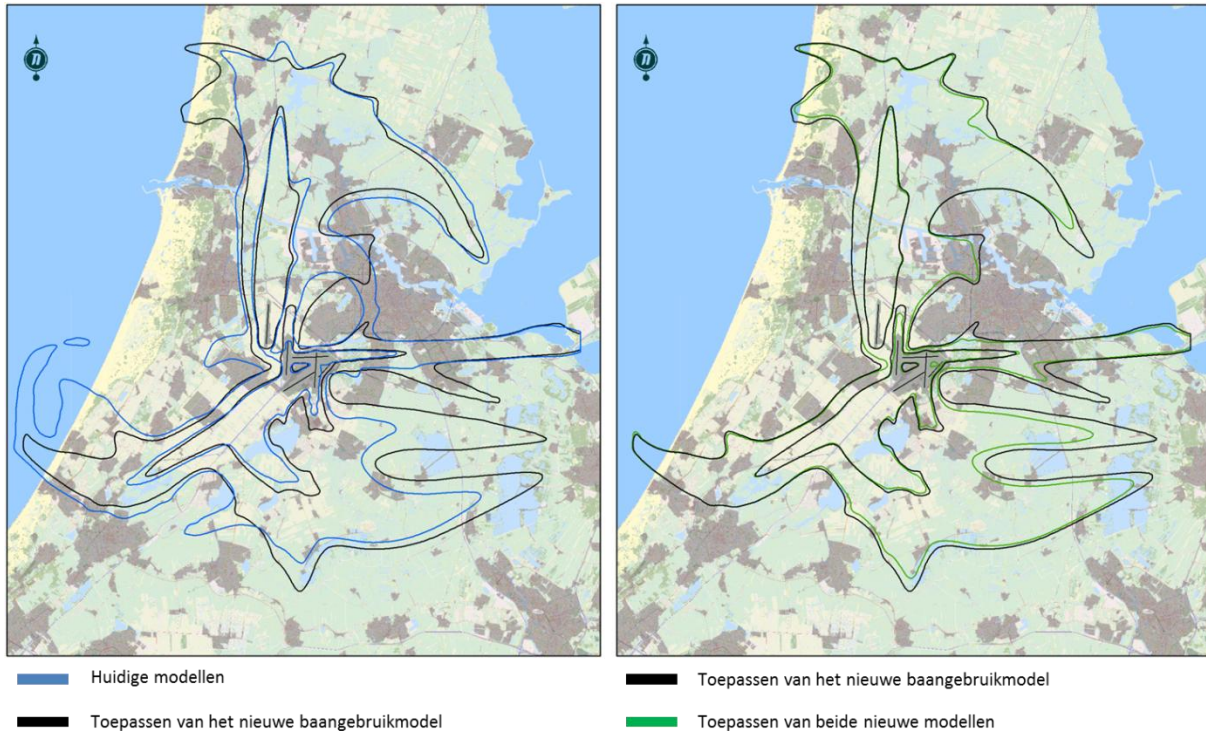 n
n
Huidige modellen
Toepassen van het nieuwe baangebruikmodel
Toepassen van het nieuwe baangebruikmodel
Toepassen van beide nieuwe modellen